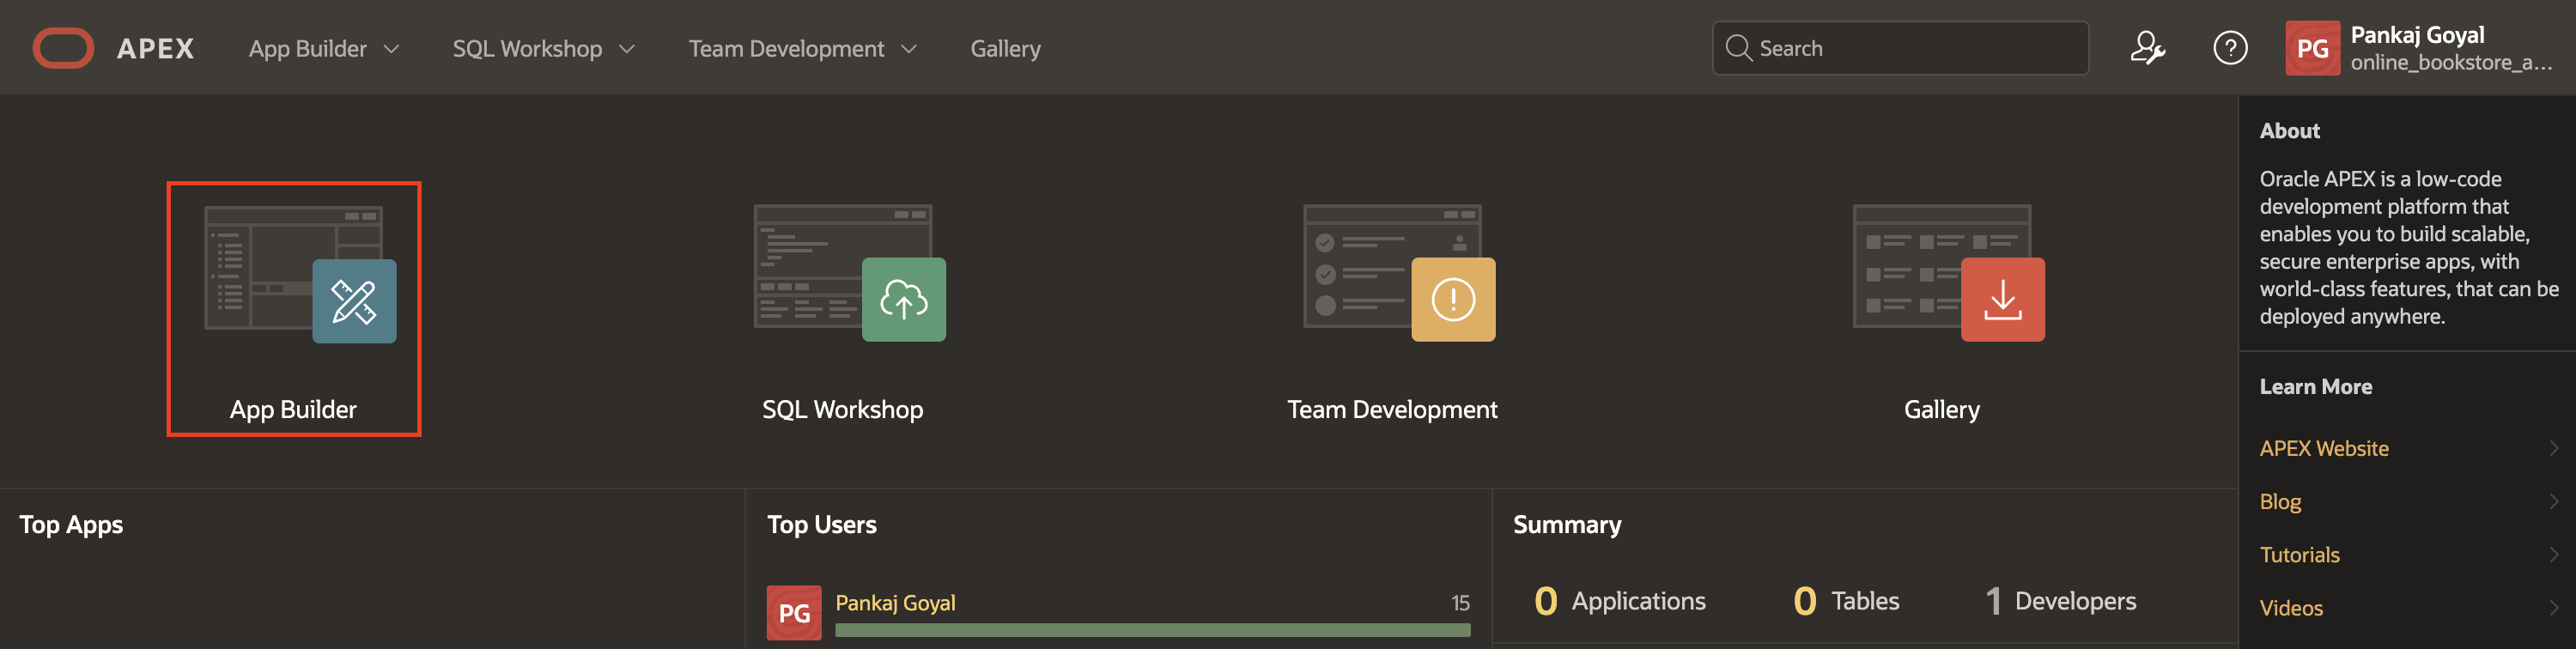 APEX
App Builder
SQL Workshop
Team Development
Gallery
Search
?
PG
Pankaj Goyal
online_bookstore_a...
App Builder
SQL Workshop
!
Team Development
Gallery
About
Oracle APEX is a low-code
development platform that
enables you to build scalable,
secure enterprise apps, with
world-class features, that can be
deployed anywhere.
Learn More
APEX Website
Blog
Tutorials
Videos
Top Apps
Top Users
PG
Pankaj Goyal
15
Summary
0 Applications
0 Tables
1 Developers